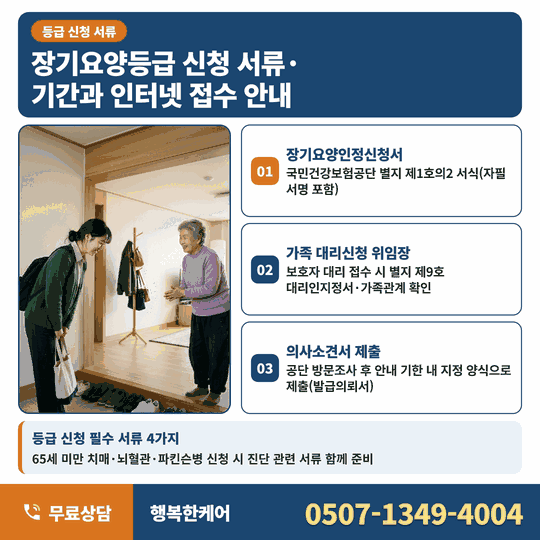 등급 신청 서류
장기요양등급 신청 서류·
기간과 인터넷 접수 안내
01
장기요양인정신청서
국민건강보험공단 별지 제1호의2 서식(자필
서명 포함)
02
가족 대리신청 위임장
보호자 대리 접수 시 별지 제9호
대리인지정서·가족관계 확인
03
의사소견서 제출
공단 방문조사 후 안내 기한 내 지정 양식으로
제출(발급의뢰서)
등급 신청 필수 서류 4가지
65세 미만 치매·뇌혈관·파킨슨병 신청 시 진단 관련 서류 함께 준비
무료상담
행복한케어
0507-1349-4004